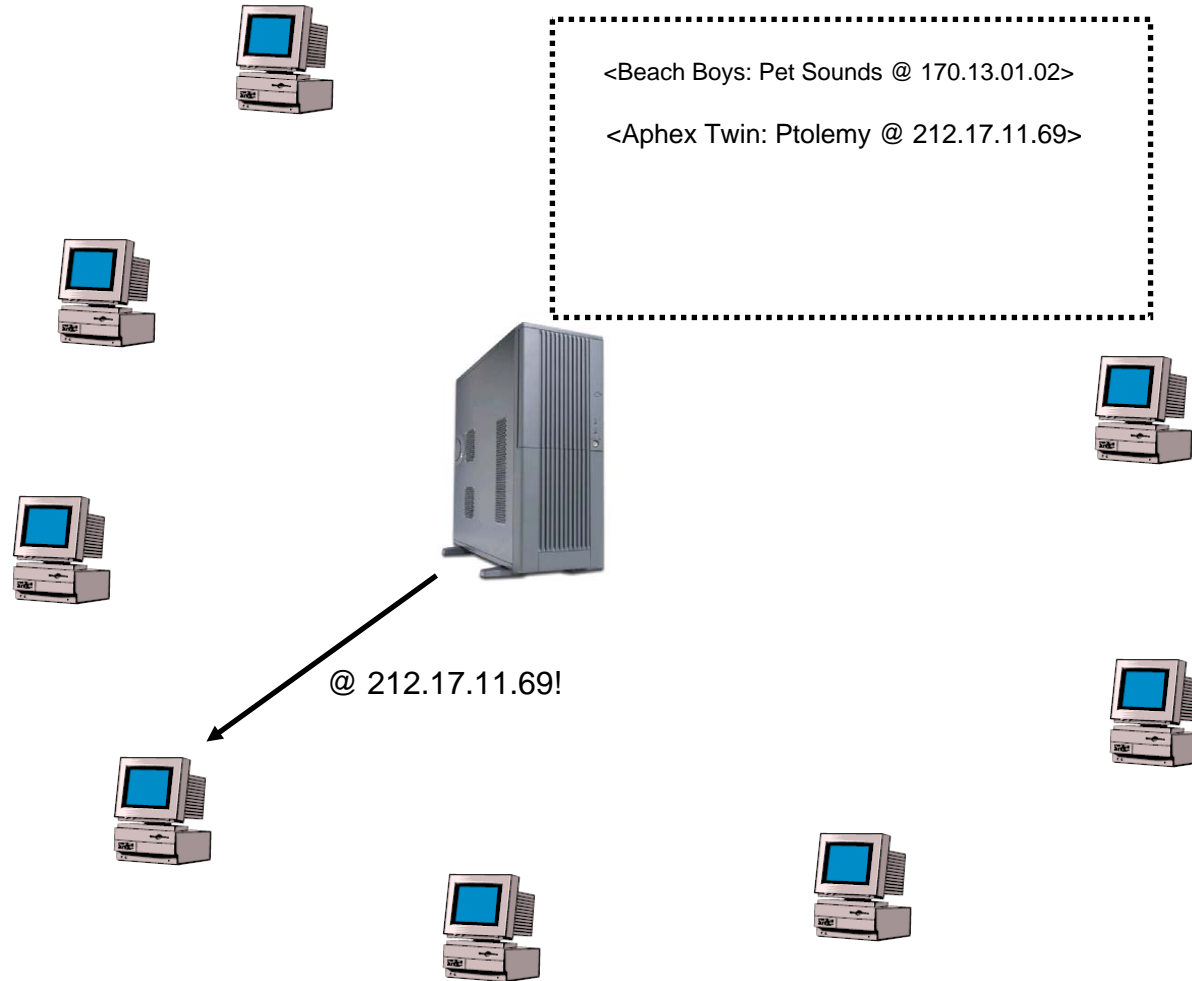 <Beach Boys: Pet Sounds @ 170.13.01.02>
<Aphex Twin: Ptolemy @ 212.17.11.69>
@ 212.17.11.69!